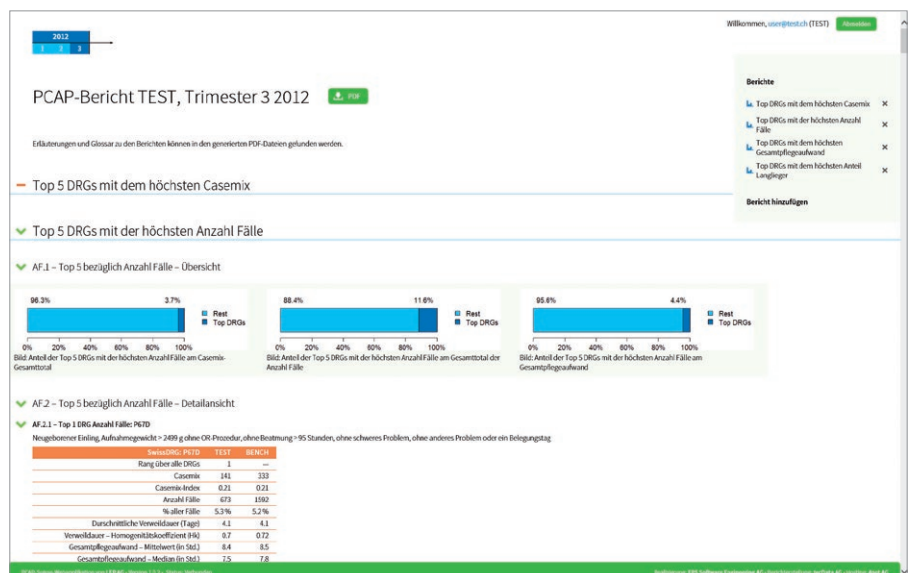 Willkommen, user@test.ch (TEST) Abmelden
2012
1 2 3
PCAP-Bericht TEST, Trimester 3 2012 PDF
Erläuterungen und Glossar zu den Berichten können in den generierten PDF-Dateien gefunden werden.
Berichte
Top DRGs mit dem höchsten Casemix ×
Top DRGs mit der höchsten Anzahl
Fälle ×
Top DRGs mit dem höchsten
Gesamtpflegeaufwand ×
Top DRGs mit dem höchsten Anteil
Langlieger ×
Bericht hinzufügen
Top 5 DRGs mit dem höchsten Casemix
Top 5 DRGs mit der höchsten Anzahl Fälle
AF.1 – Top 5 bezüglich Anzahl Fälle – Übersicht
96.3% 3.7%
Rest
Top DRGs
0% 20% 40% 60% 80% 100%
Bild: Anteil der Top 5 DRGs mit der höchsten Anzahl Fälle am Casemix-
Gesamttotal
88.4% 11.6%
Rest
Top DRGs
0% 20% 40% 60% 80% 100%
Bild: Anteil der Top 5 DRGs mit der höchsten Anzahl Fälle am Gesamttotal der
Anzahl Fälle
95.6% 4.4%
Rest
Top DRGs
0% 20% 40% 60% 80% 100%
Bild: Anteil der Top 5 DRGs mit der höchsten Anzahl Fälle am
Gesamtpflegeaufwand
AF.2 – Top 5 bezüglich Anzahl Fälle – Detailansicht
AF.2.1 – Top 1 DRG Anzahl Fälle: P67D
Neugeborener Einling, Aufnahmegewicht > 2499 g ohne OR-Prozedur, ohne Beatmung > 95 Stunden, ohne schweres Problem, ohne anderes Problem oder ein Belegungstag
SwissDRG: P67D TEST BENCH
Rang über alle DRGs 1 —
Casemix 141 333
Casemix-Index 0.21 0.21
Anzahl Fälle 673 1592
% aller Fälle 5.3% 5.2%
Durschnittliche Verweildauer (Tage) 4.1 4.1
Verweildauer – Homogenitätskoeffizient (Hk) 0.7 0.72
Gesamtpflegeaufwand – Mittelwert (in Std.) 8.4 8.5
Gesamtpflegeaufwand – Median (in Std.) 7.5 7.8